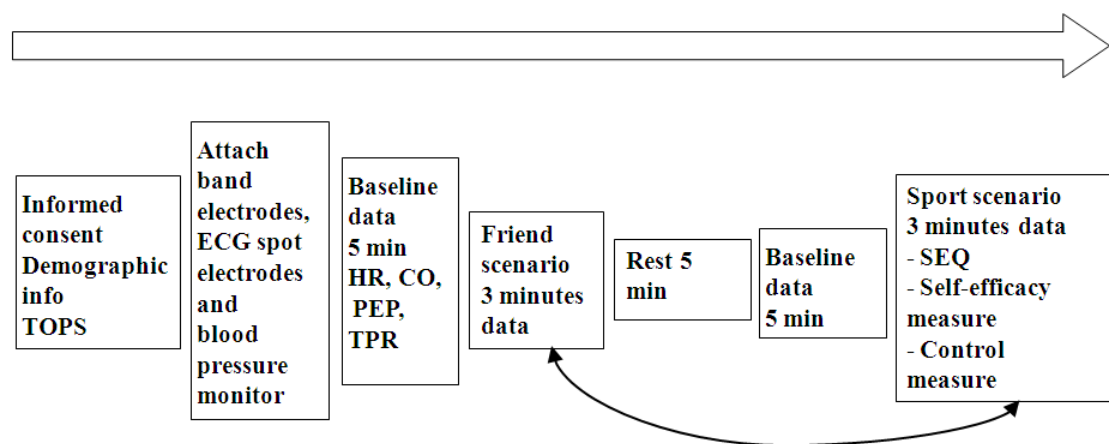 Informed
consent
Demographic
info
TOPS
Attach
band
electrodes,
ECG spot
electrodes
and
blood
pressure
monitor
Baseline
data
5 min
HR, CO,
PEP,
TPR
Friend
scenario
3 minutes
data
Rest 5
min
Baseline
data
5 min
Sport scenario
3 minutes data
- SEQ
- Self-efficacy
measure
- Control
measure